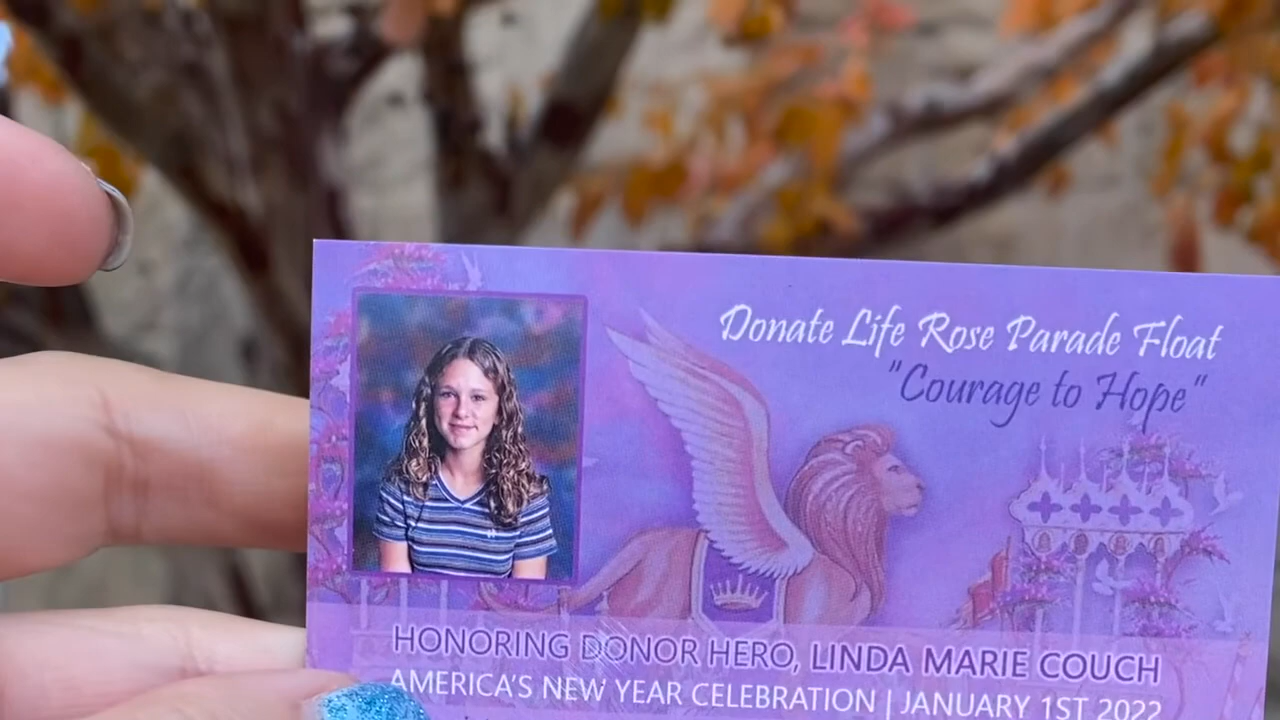 Donate Life Rose Parade Float
"Courage to Hope"
HONORING DONOR HERO, LINDA MARIE COUCH
AMERICA'S NEW YEAR CELEBRATION | JANUARY 1ST 2022